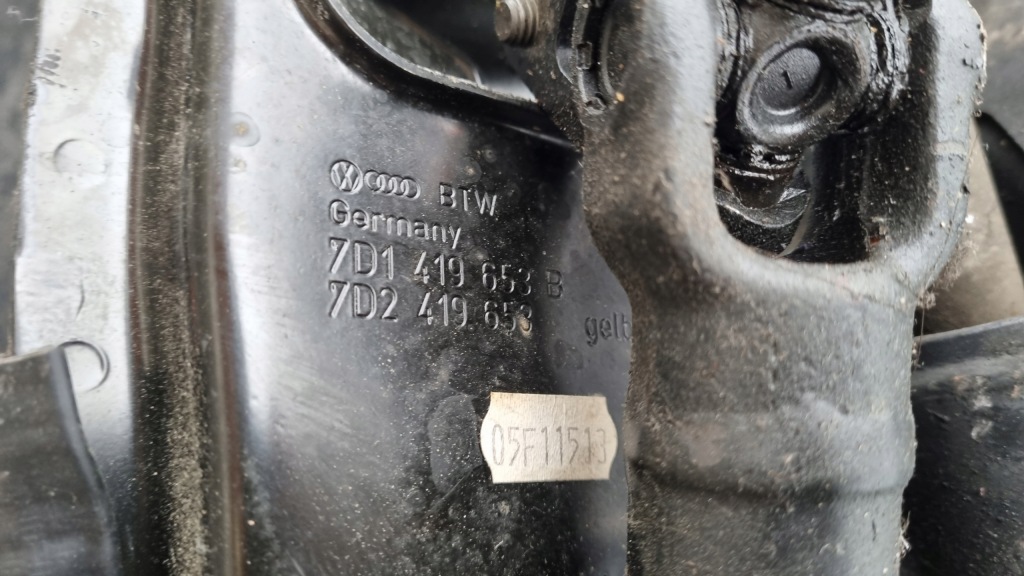 BTW
Germany
7D1 419 653 B
7D2 419 653
gelb
05F11513